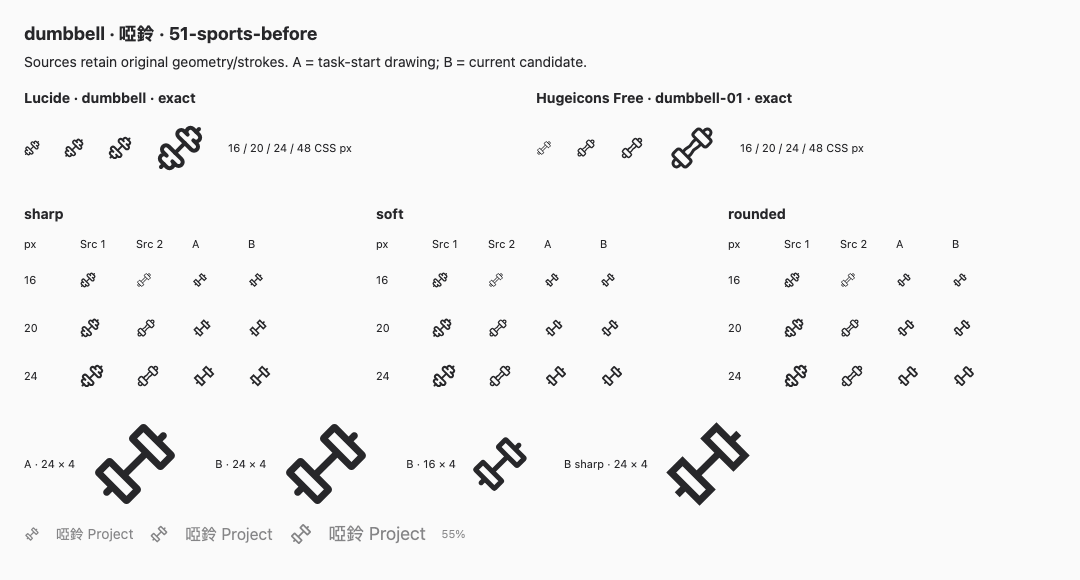 dumbbell · 啞鈴 · 51-sports-before
Sources retain original geometry/strokes. A = task-start drawing; B = current candidate.
Lucide · dumbbell · exact
Hugeicons Free · dumbbell-01 · exact
16 / 20 / 24 / 48 CSS px
16 / 20 / 24 / 48 CSS px
sharp
soft
rounded
px Src 1 Src 2 A B
px Src 1 Src 2 A B
px Src 1 Src 2 A B
16
16
16
20
20
20
24
24
24
A · 24 × 4
B · 24 × 4
B · 16 × 4
B sharp · 24 × 4
啞鈴 Project
啞鈴 Project
啞鈴 Project
55%